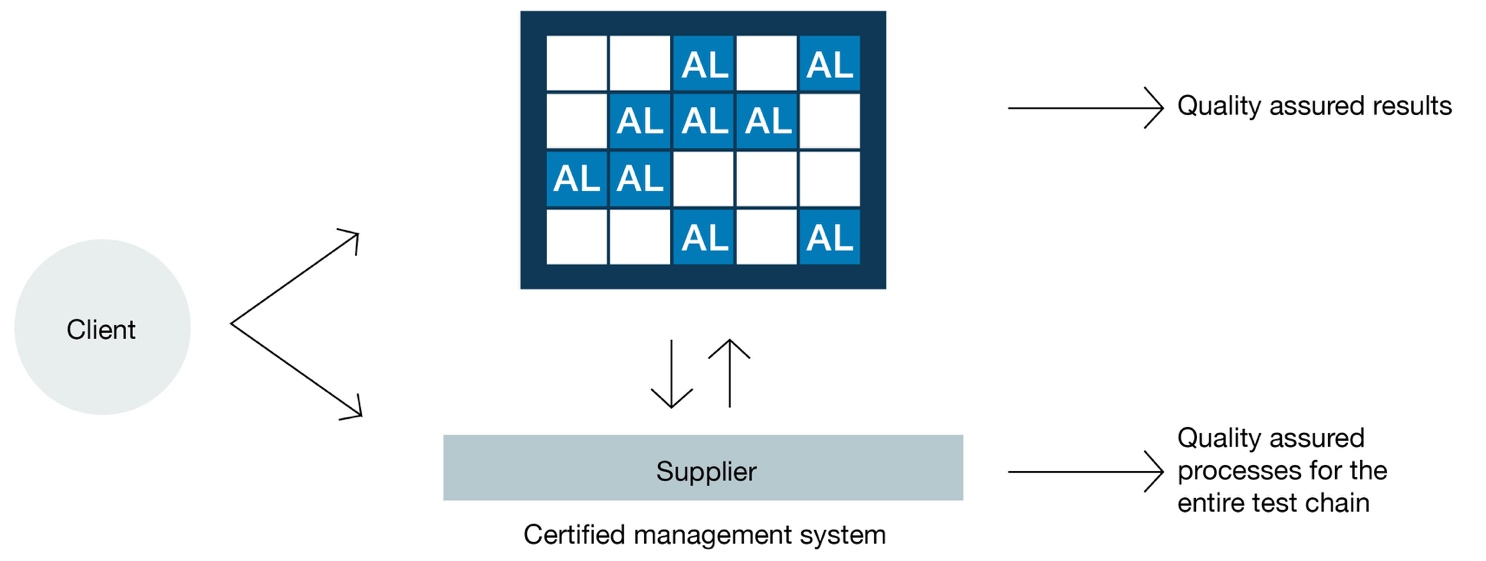 AL AL
AL AL AL
AL AL
AL AL
Quality assured results
Client
Supplier
Certified management system
Quality assured
processes for the
entire test chain